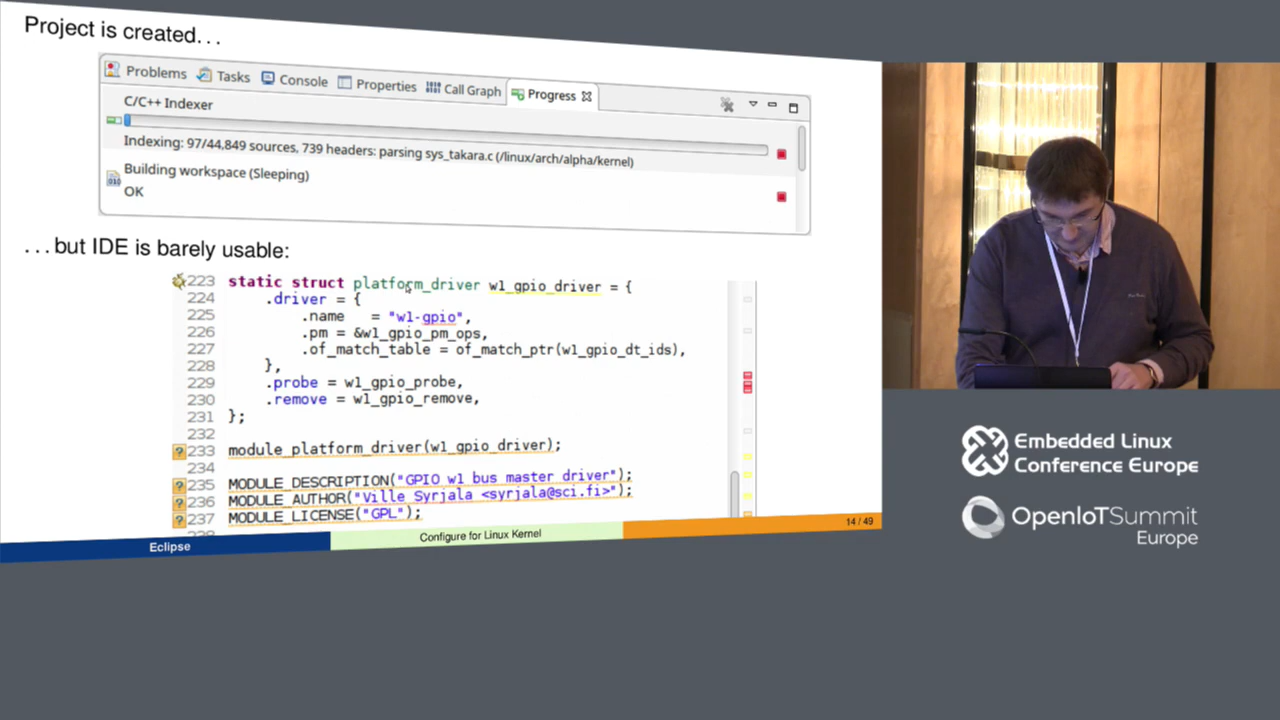 Project is created...
Problems Tasks Console Properties Call Graph Progress
C/C++ Indexer
Indexing: 97/44,849 sources, 739 headers: parsing sys_takara.c (/linux/arch/alpha/kernel)
Building workspace (Sleeping)
OK
...but IDE is barely usable:
223 static struct platform_driver w1_gpio_driver = {
224 .driver = {
225 .name = "w1-gpio",
226 .pm = &w1_gpio_pm_ops,
227 .of_match_table = of_match_ptr(w1_gpio_dt_ids),
228 },
229 .probe = w1_gpio_probe,
230 .remove = w1_gpio_remove,
231 };
232
233 module_platform_driver(w1_gpio_driver);
234
235 MODULE_DESCRIPTION("GPIO w1 bus master driver");
236 MODULE_AUTHOR("Ville Syrjala <syrjala@sci.fi>");
237 MODULE_LICENSE("GPL");
14 / 49
Eclipse
Configure for Linux Kernel
Embedded Linux
Conference Europe
OpenIoTSummit
Europe